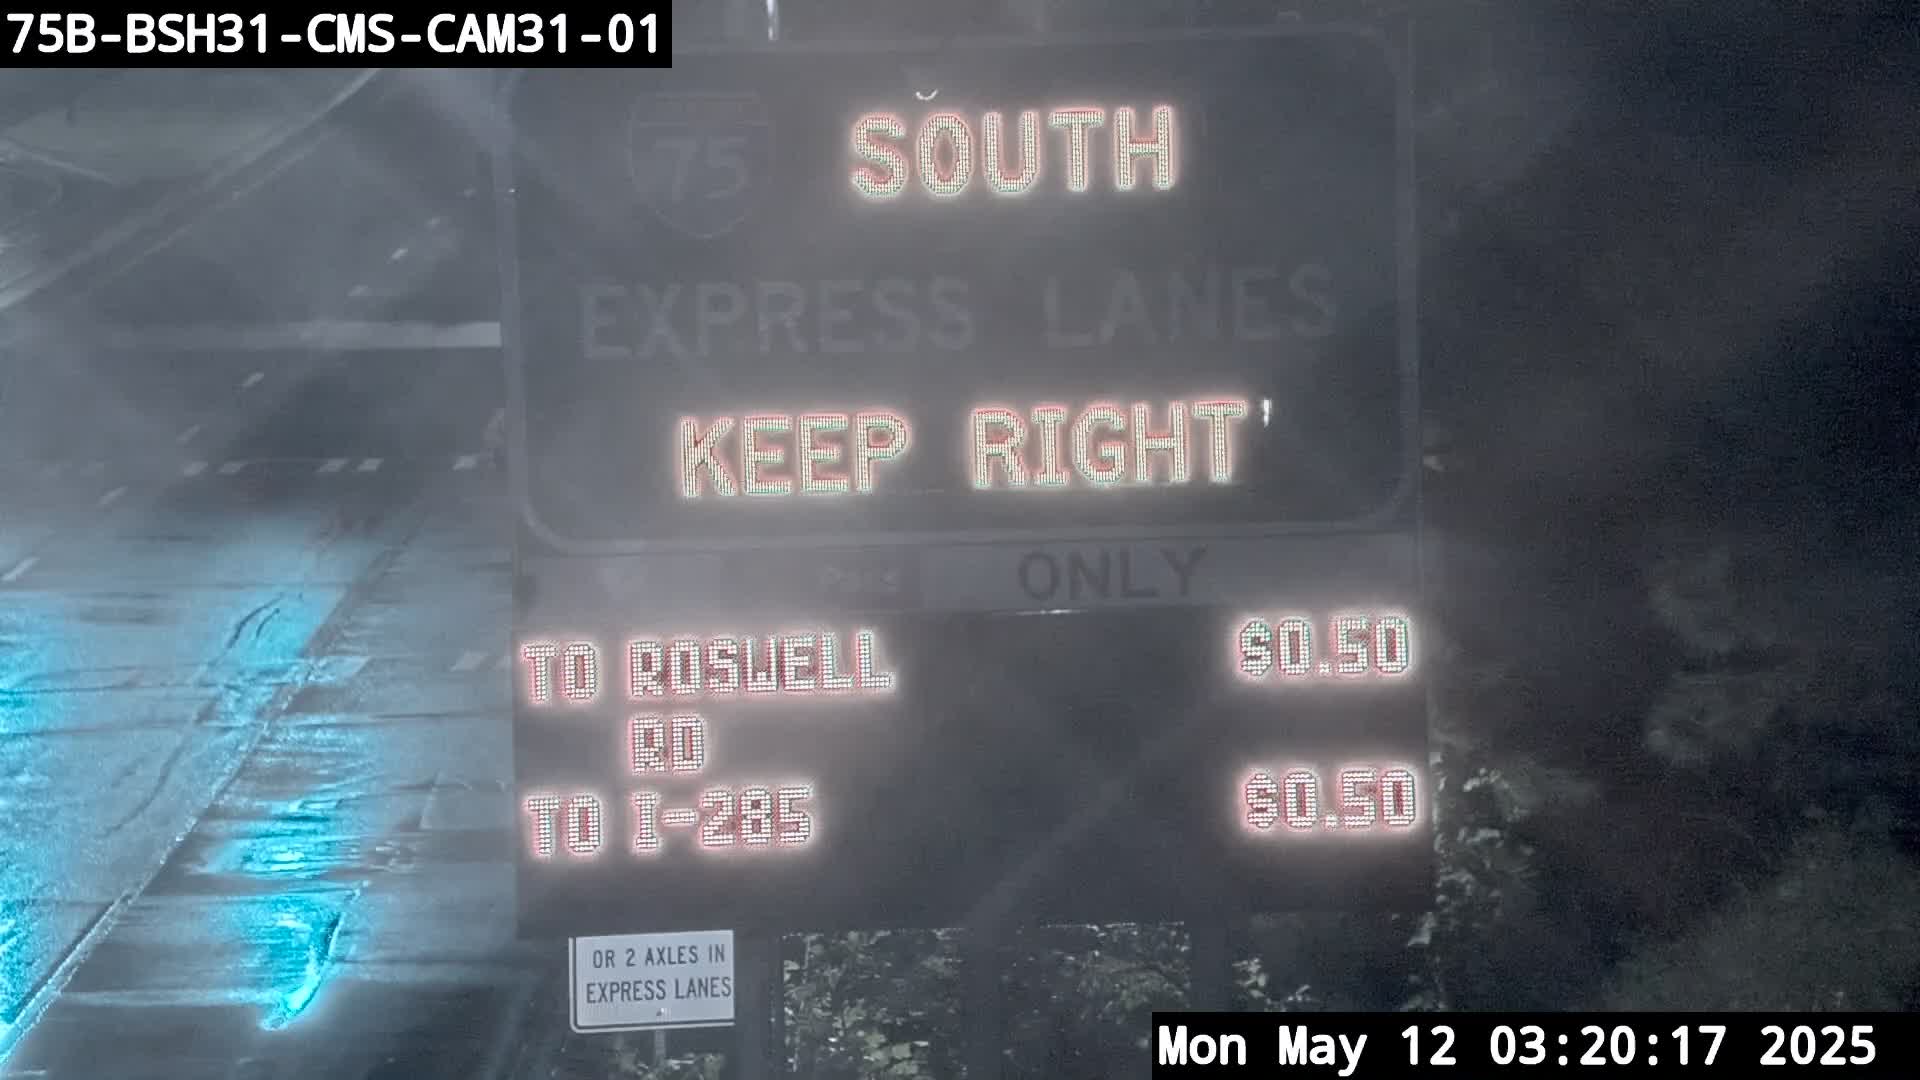 75B-BSH31-CMS-CAM31-01
75 SOUTH
EXPRESS LANES
KEEP RIGHT
ONLY
TO ROSWELL $0.50
RD
TO I-285 $0.50
OR 2 AXLES IN
EXPRESS LANES
Mon May 12 03:20:17 2025